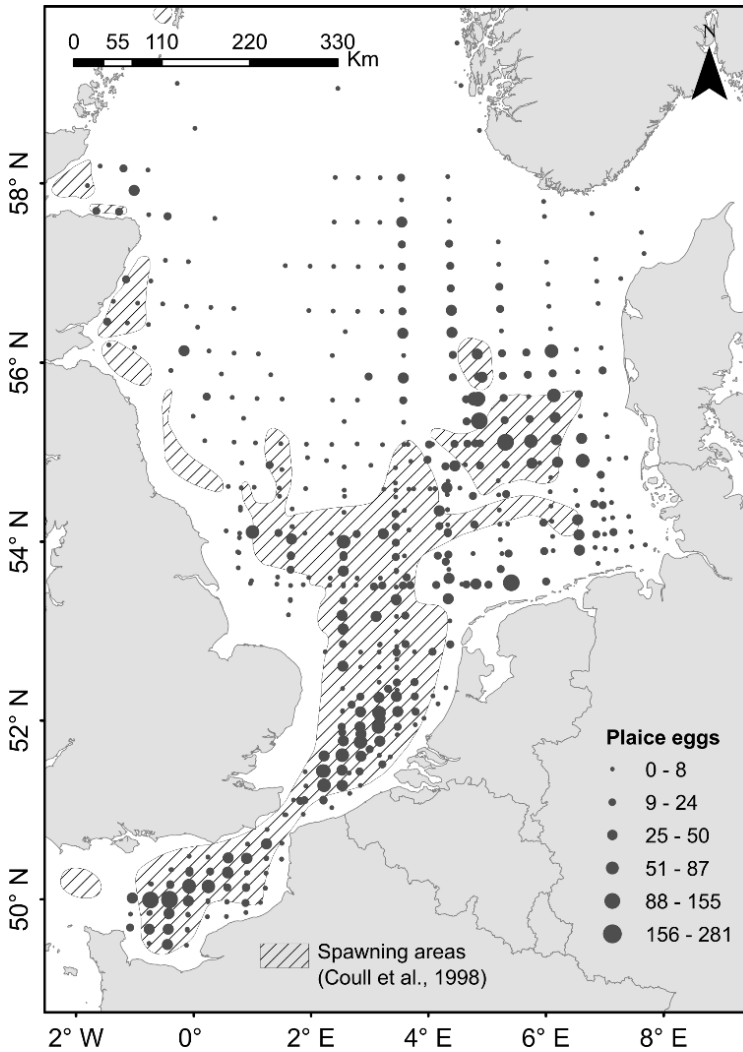 0 55 110 220 330
Km
N
58° N
56° N
54° N
52° N
50° N
Plaice eggs
0 - 8
9 - 24
25 - 50
51 - 87
88 - 155
156 - 281
Spawning areas
(Coull et al., 1998)
2° W 0° 2° E 4° E 6° E 8° E